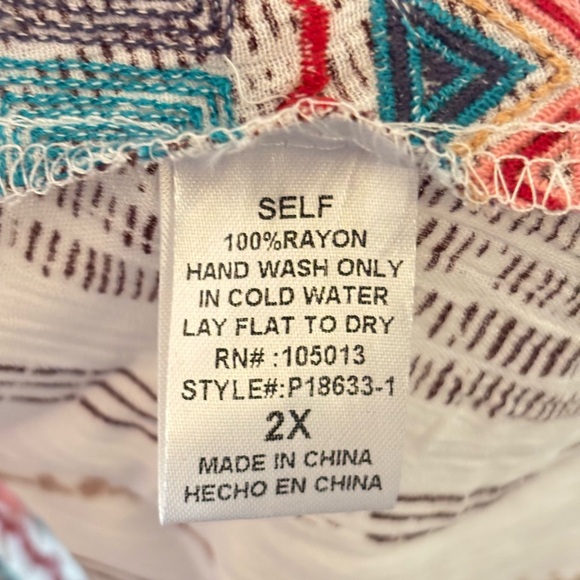 SELF
100%RAYON
HAND WASH ONLY
IN COLD WATER
LAY FLAT TO DRY
RN# :105013
STYLE#:P18633-1
2X
MADE IN CHINA
HECHO EN CHINA